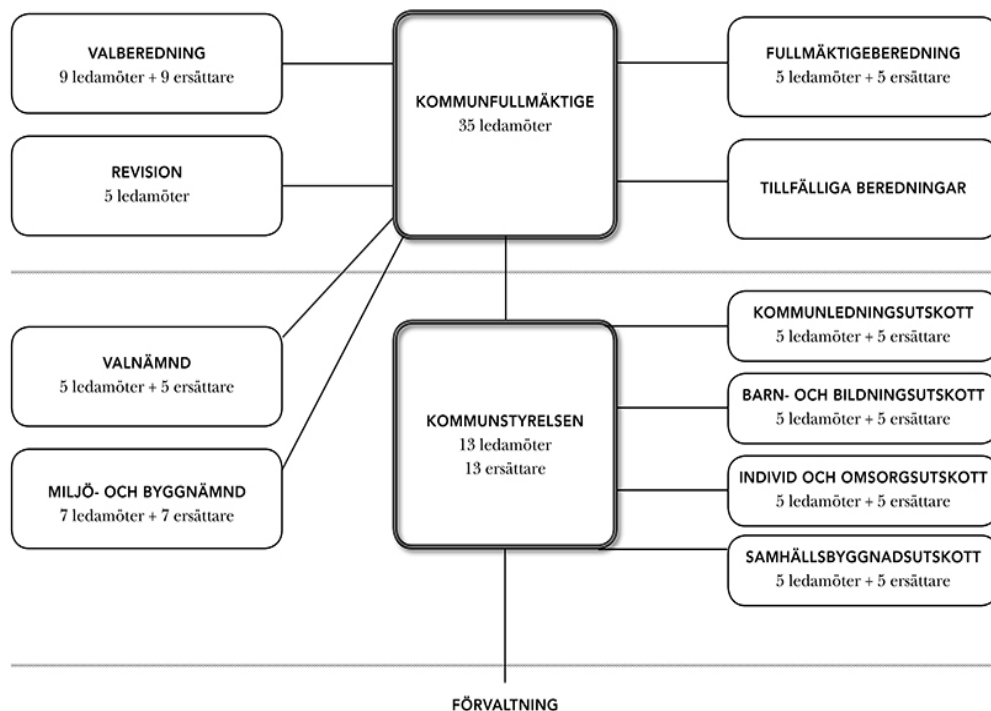 VALBEREDNING
9 ledamöter + 9 ersättare
REVISION
5 ledamöter
KOMMUNFULLMÄKTIGE
35 ledamöter
FULLMÄKTIGEBEREDNING
5 ledamöter + 5 ersättare
TILLFÄLLIGA BEREDNINGAR
VALNÄMND
5 ledamöter + 5 ersättare
MILJÖ- OCH BYGGNÄMND
7 ledamöter + 7 ersättare
KOMMUNSTYRELSEN
13 ledamöter
13 ersättare
KOMMUNLEDNINGSUTSKOTT
5 ledamöter + 5 ersättare
BARN- OCH BILDNINGSUTSKOTT
5 ledamöter + 5 ersättare
INDIVID OCH OMSORGSUTSKOTT
5 ledamöter + 5 ersättare
SAMHÄLLSBYGGNADSUTSKOTT
5 ledamöter + 5 ersättare
FÖRVALTNING